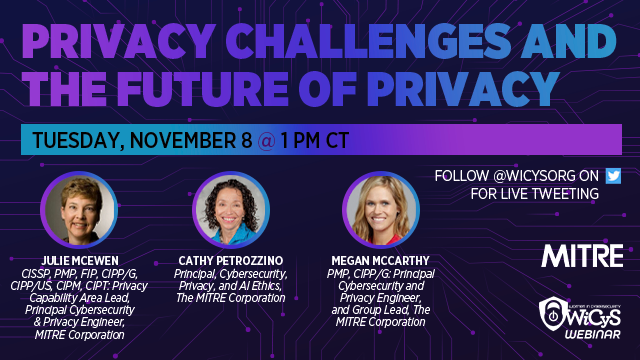 PRIVACY CHALLENGES AND
THE FUTURE OF PRIVACY
TUESDAY, NOVEMBER 8 @ 1 PM CT
FOLLOW @WICYSORG ON
FOR LIVE TWEETING
JULIE MCEWEN
CISSP, PMP, FIP, CIPP/G,
CIPP/US, CIPM, CIPT: Privacy
Capability Area Lead,
Principal Cybersecurity
& Privacy Engineer,
MITRE Corporation
CATHY PETROZZINO
Principal, Cybersecurity,
Privacy, and AI Ethics,
The MITRE Corporation
MEGAN MCCARTHY
PMP, CIPP/G: Principal
Cybersecurity and
Privacy Engineer,
and Group Lead, The
MITRE Corporation
MITRE
WOMEN IN CYBERSECURITY
WiCyS
WEBINAR